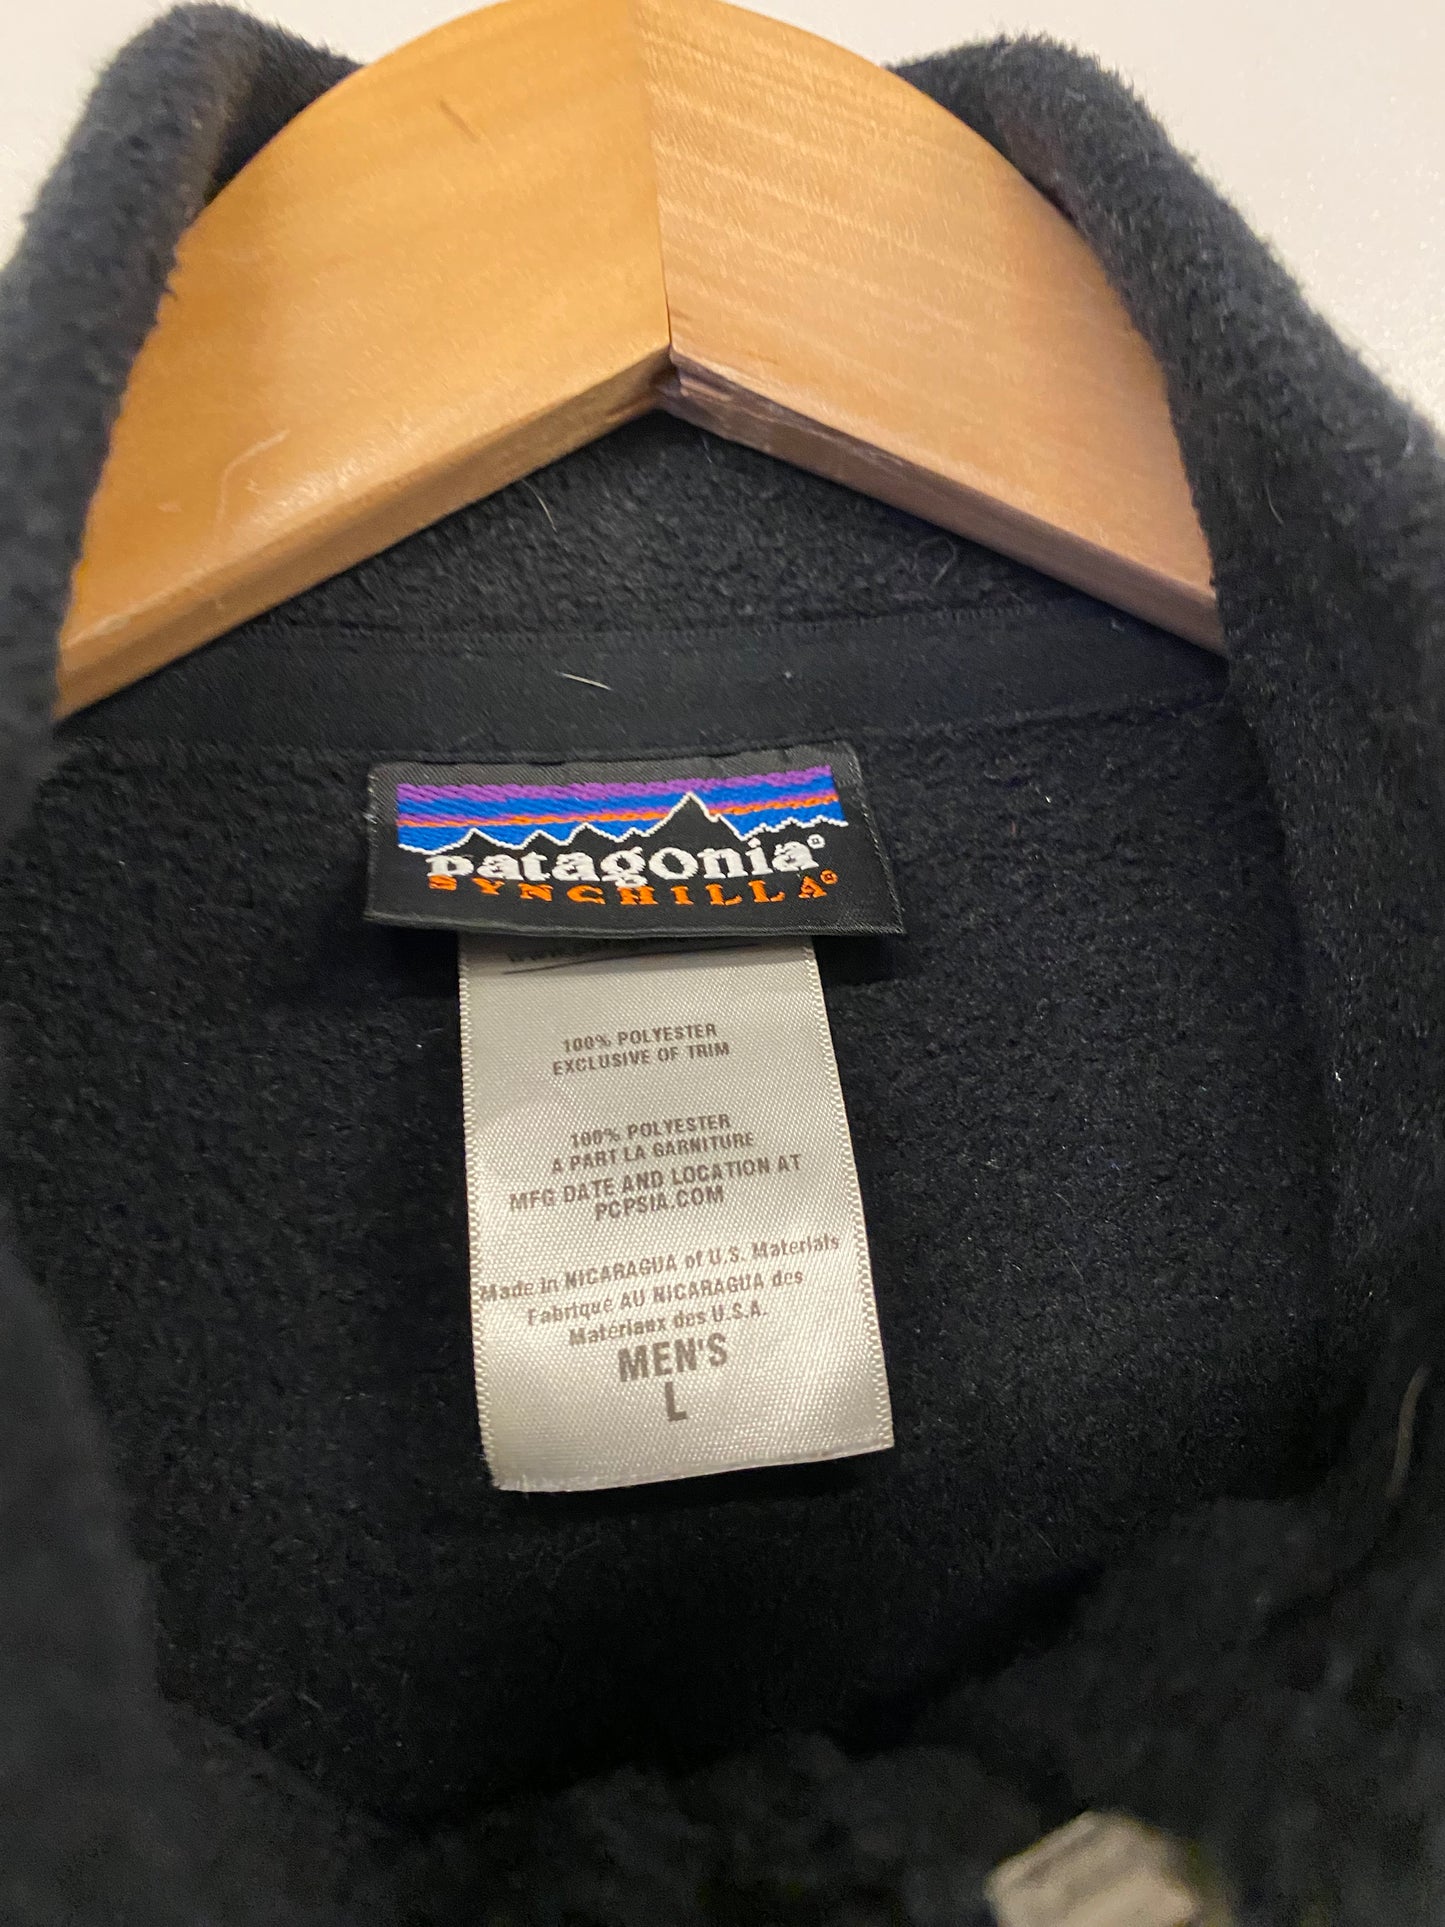 patagonia®
SYNCHILLA®
100% POLYESTER
EXCLUSIVE OF TRIM
100% POLYESTER
A PART LA GARNITURE
MFG DATE AND LOCATION AT
PCPSIA.COM
Made in NICARAGUA of U.S. Materials
Fabrique AU NICARAGUA des
Materiaux des U.S.A.
MEN'S
L